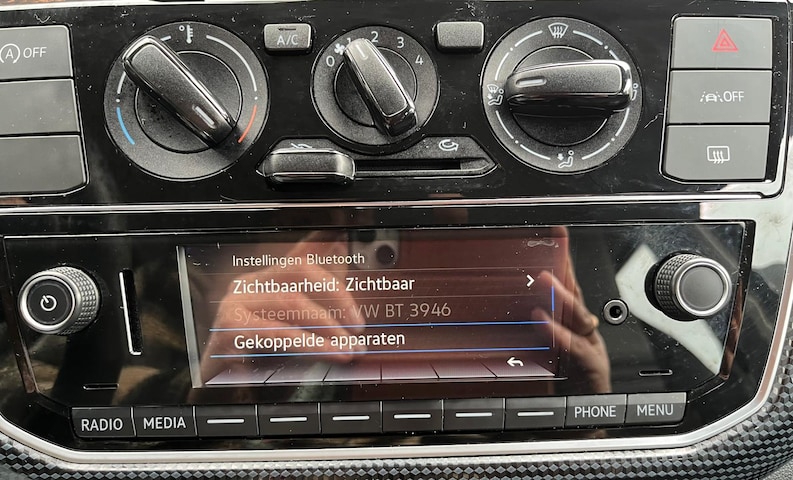 A OFF
A/C
0 1 2 3 4
OFF
Instellingen Bluetooth
Zichtbaarheid: Zichtbaar
Systeemnaam: VW BT 3946
Gekoppelde apparaten
RADIO MEDIA PHONE MENU